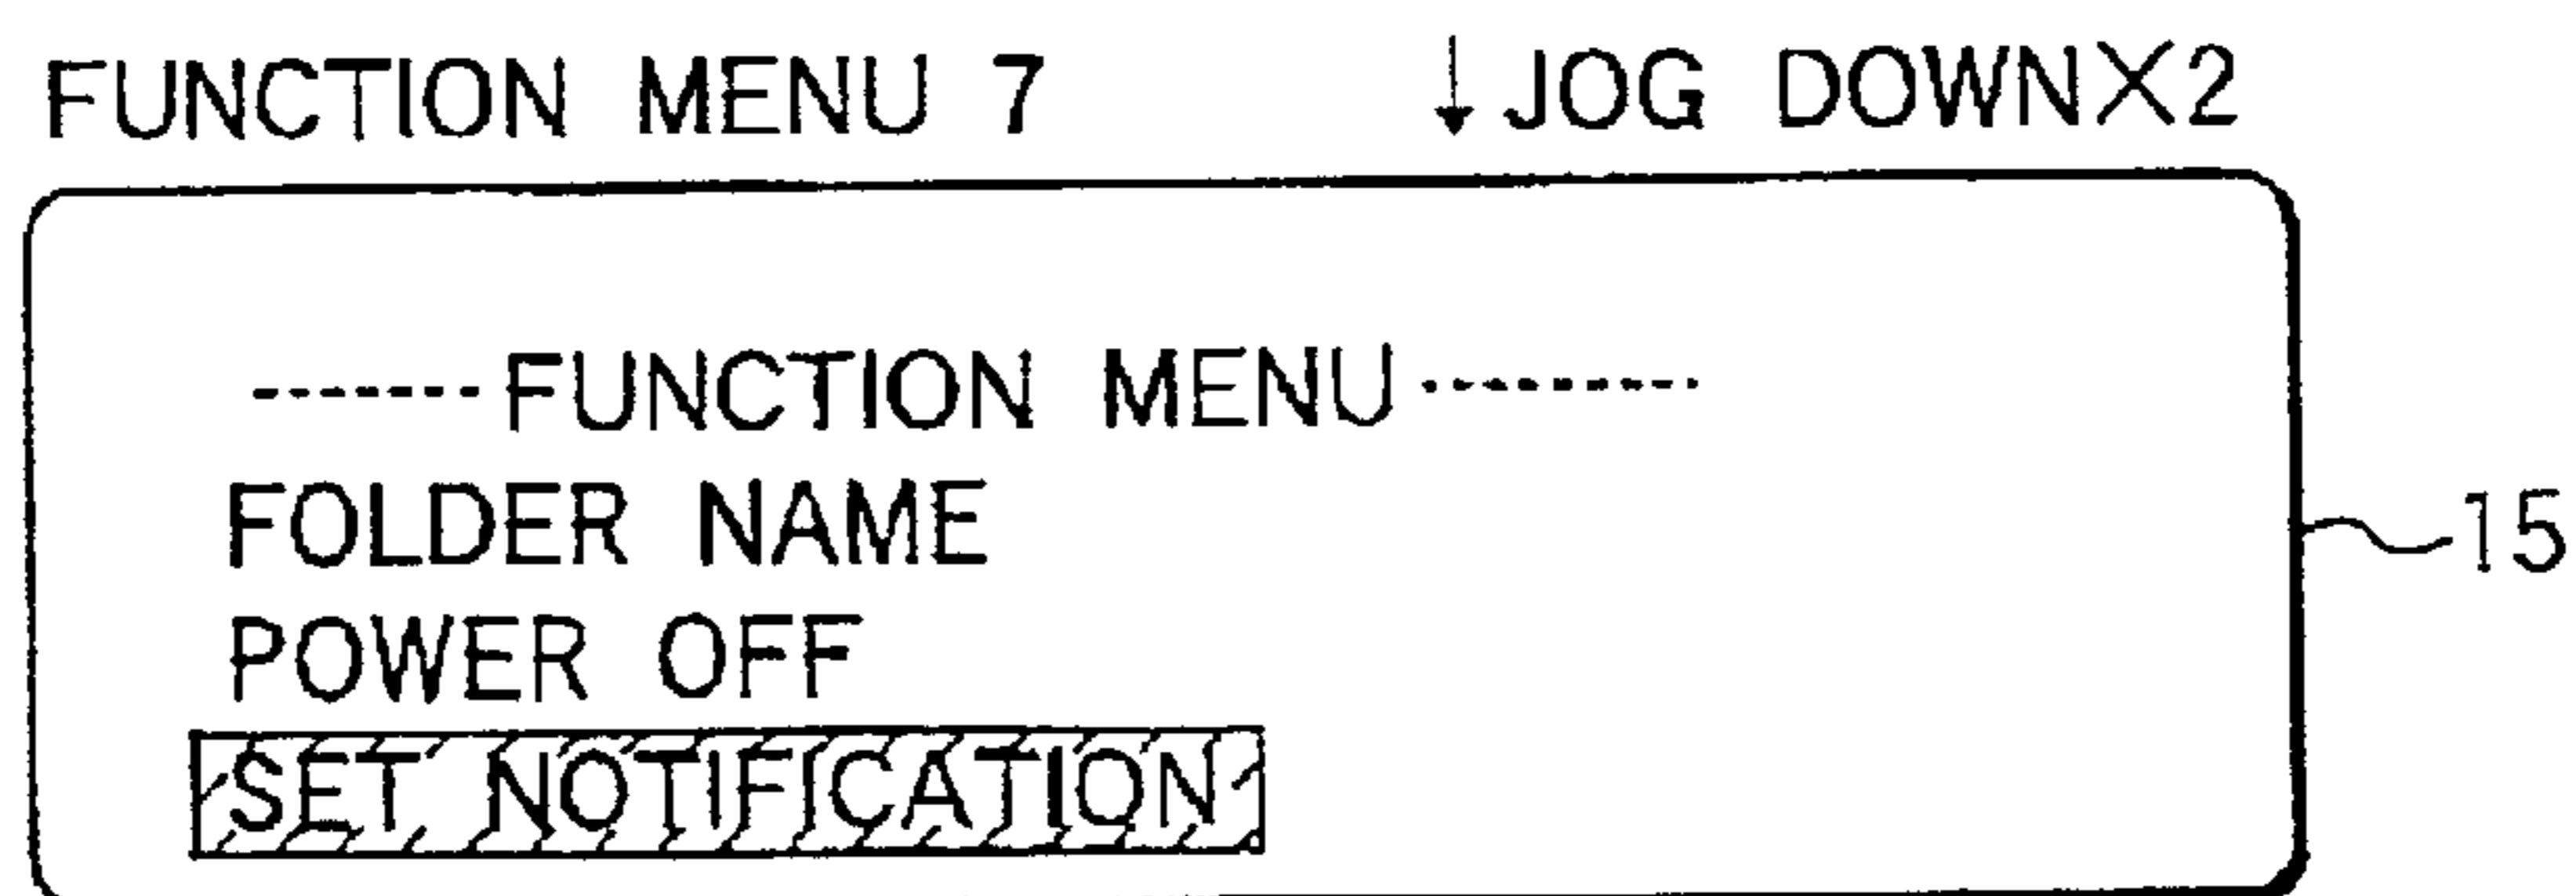 FUNCTION MENU 7 ↓ JOG DOWN×2
-------FUNCTION MENU---------
FOLDER NAME
15
POWER OFF
SET NOTIFICATION